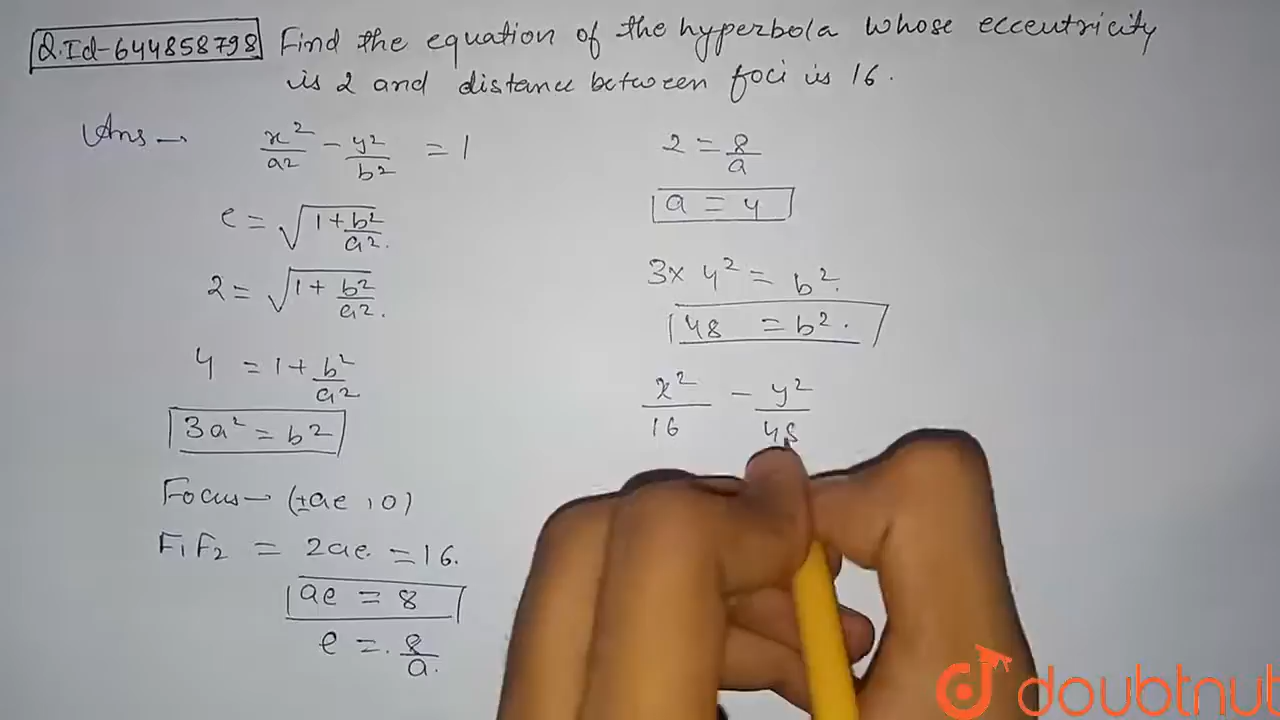 Q.Id-644858798 Find the equation of the hyperbola whose eccentricity
is 2 and distance between foci is 16.
Ans →
x²/a² - y²/b² = 1
e = √(1 + b²/a².)
2 = √(1 + b²/a².)
4 = 1 + b²/a²
3a² = b²
Focus → (±ae, 0)
F₁F₂ = 2ae. = 16.
ae = 8
e = . 8/a.
2 = 8/a
a = 4
3 x 4² = b².
48 = b².
x²/16 - y²/48
doubtnut